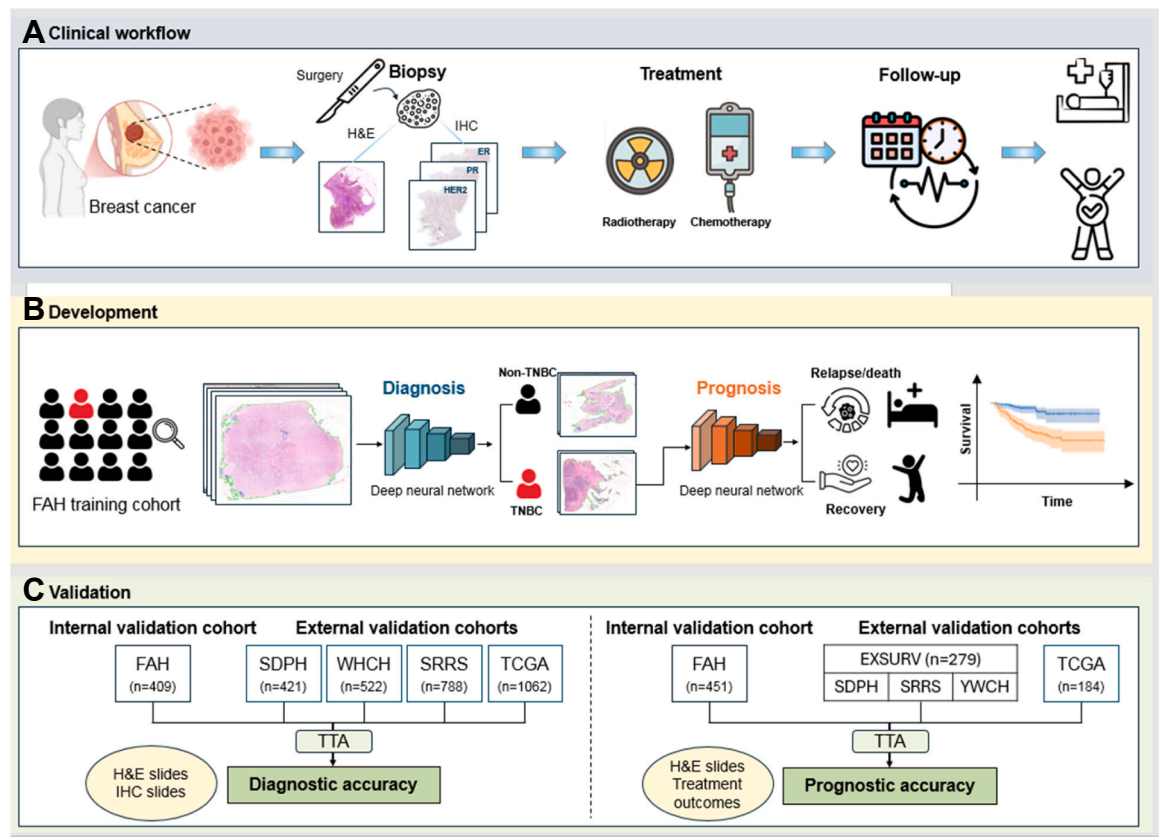 A Clinical workflow
Surgery
Biopsy
H&E
IHC
ER
PR
HER2
Breast cancer
Treatment
Radiotherapy
Chemotherapy
Follow-up
B Development
FAH training cohort
Diagnosis
Deep neural network
Non-TNBC
TNBC
Prognosis
Deep neural network
Relapse/death
Recovery
Survival
Time
C Validation
Internal validation cohort
External validation cohorts
FAH
(n=409)
SDPH
(n=421)
WHCH
(n=522)
SRRS
(n=788)
TCGA
(n=1062)
TTA
H&E slides
IHC slides
Diagnostic accuracy
Internal validation cohort
External validation cohorts
FAH
(n=451)
EXSURV (n=279)
SDPH
SRRS
YWCH
TCGA
(n=184)
TTA
H&E slides
Treatment
outcomes
Prognostic accuracy